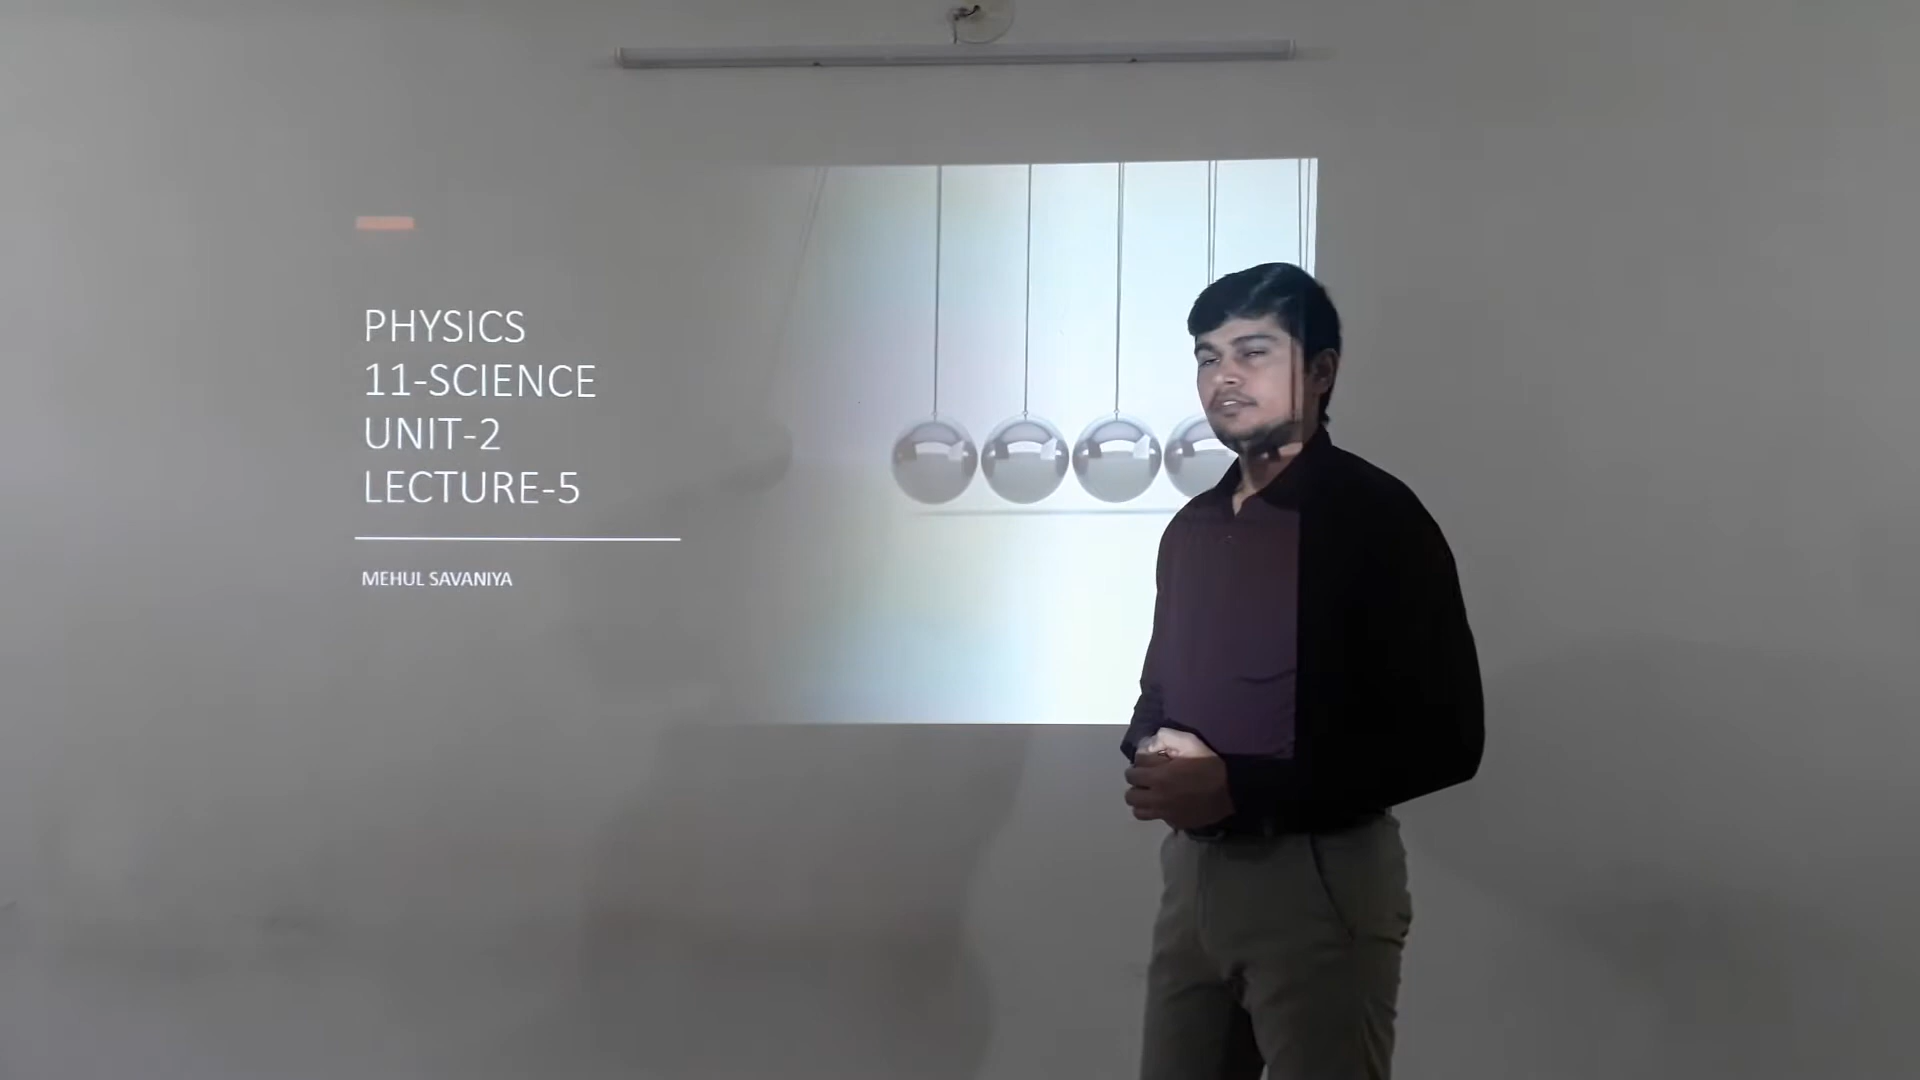 PHYSICS
11-SCIENCE
UNIT-2
LECTURE-5
MEHUL SAVANIYA